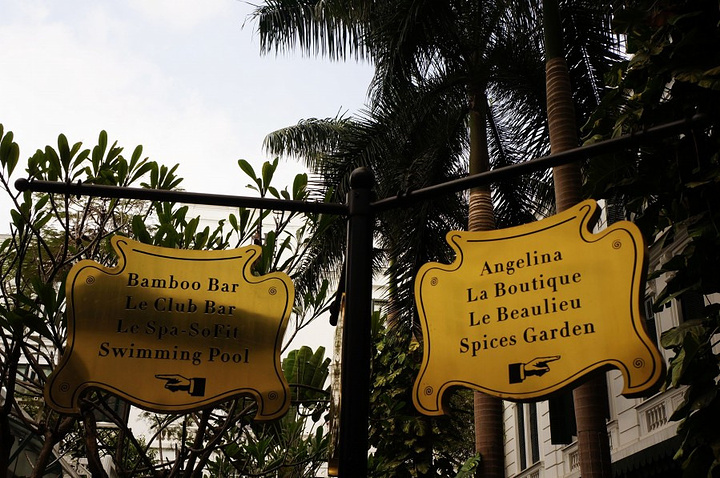 Bamboo Bar
Le Club Bar
Le Spa-SoFit
Swimming Pool
Angelina
La Boutique
Le Beaulieu
Spices Garden